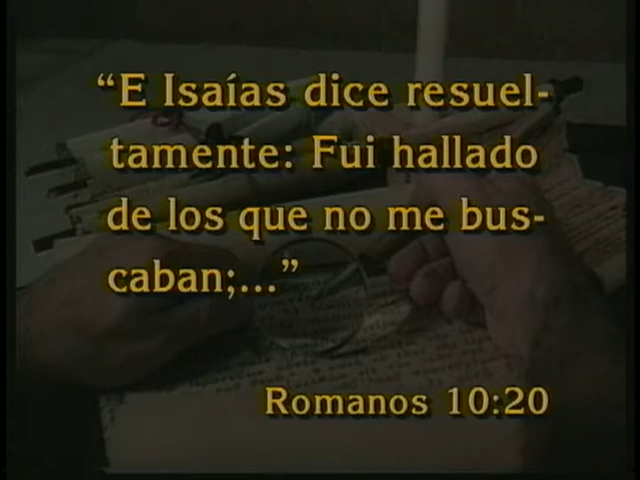 “E Isaías dice resuel-
tamente: Fui hallado
de los que no me bus-
caban;...”
Romanos 10:20